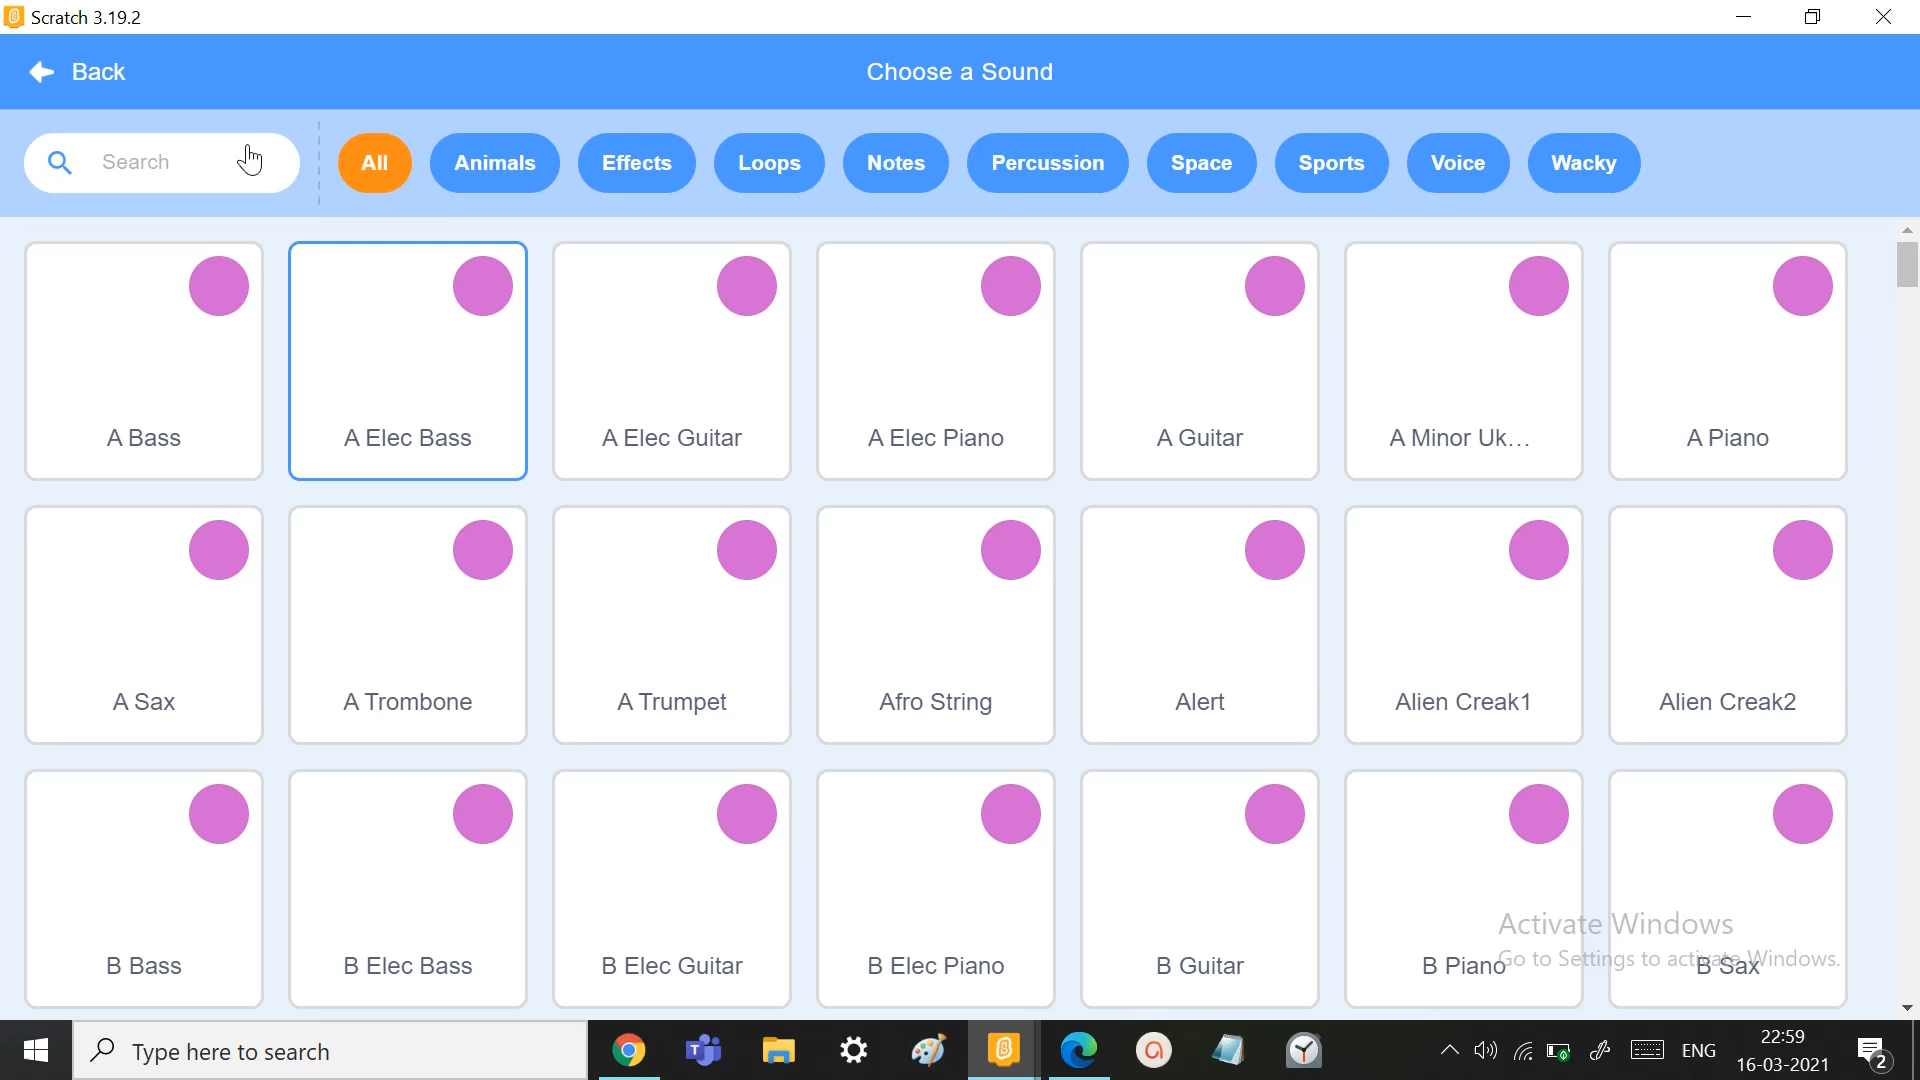 Scratch 3.19.2
Back
Choose a Sound
Search
All
Animals
Effects
Loops
Notes
Percussion
Space
Sports
Voice
Wacky
A Bass
A Elec Bass
A Elec Guitar
A Elec Piano
A Guitar
A Minor Uk...
A Piano
A Sax
A Trombone
A Trumpet
Afro String
Alert
Alien Creak1
Alien Creak2
B Bass
B Elec Bass
B Elec Guitar
B Elec Piano
B Guitar
B Piano
B Sax
Activate Windows
Go to Settings to activate Windows.
Type here to search
ENG
22:59
16-03-2021
2